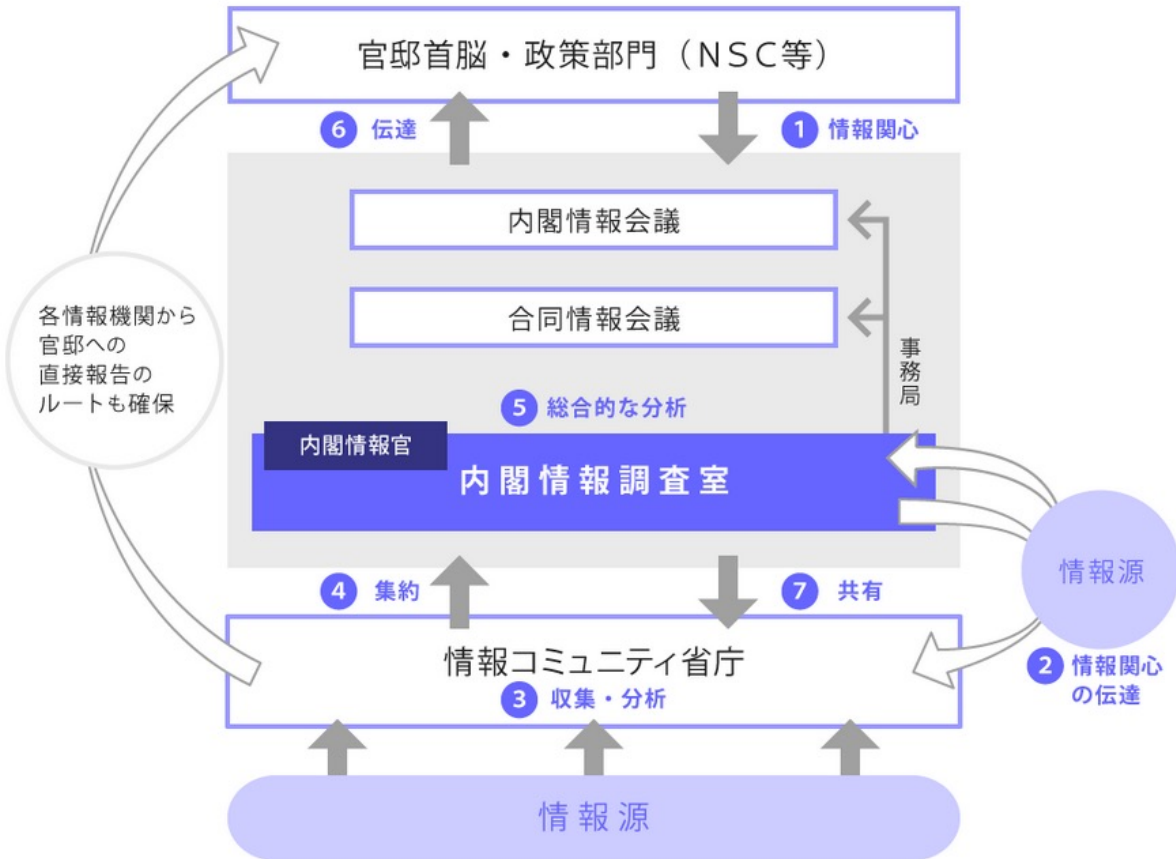 官邸首脳・政策部門（ＮＳＣ等）
6 伝達
1 情報関心
内閣情報会議
合同情報会議
事務局
各情報機関から
官邸への
直接報告の
ルートも確保
5 総合的な分析
内閣情報官
内閣情報調査室
情報源
4 集約
7 共有
情報コミュニティ省庁
3 収集・分析
2 情報関心
の伝達
情報源